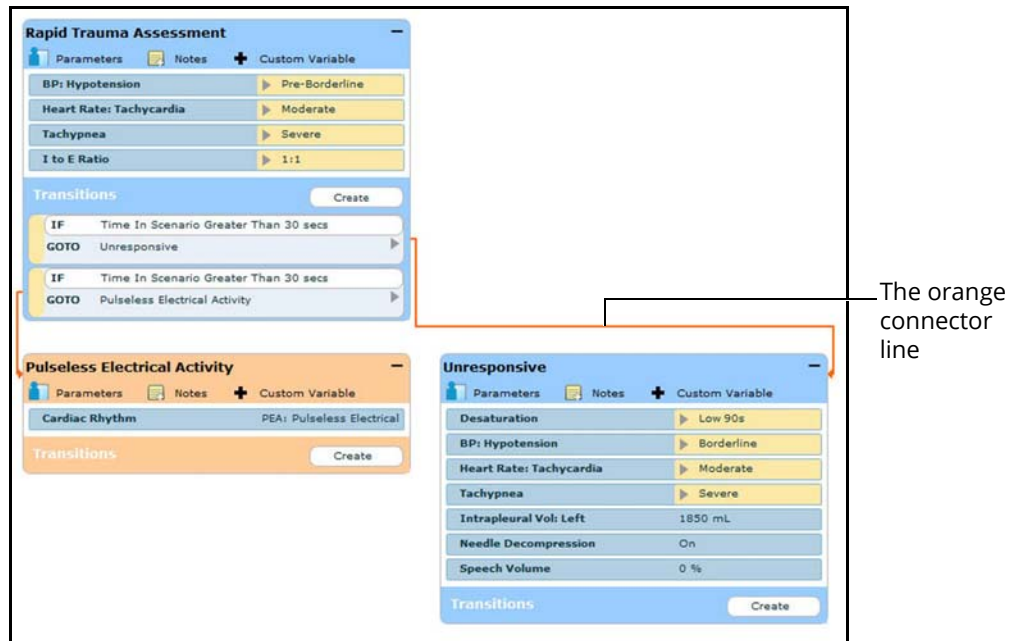 Rapid Trauma Assessment
Parameters Notes Custom Variable
BP: Hypotension Pre-Borderline
Heart Rate: Tachycardia Moderate
Tachypnea Severe
I to E Ratio 1:1
Transitions Create
IF Time In Scenario Greater Than 30 secs
GOTO Unresponsive
IF Time In Scenario Greater Than 30 secs
GOTO Pulseless Electrical Activity
The orange
connector
line
Pulseless Electrical Activity
Parameters Notes Custom Variable
Cardiac Rhythm PEA: Pulseless Electrical
Transitions Create
Unresponsive
Parameters Notes Custom Variable
Desaturation Low 90s
BP: Hypotension Borderline
Heart Rate: Tachycardia Moderate
Tachypnea Severe
Intrapleural Vol: Left 1850 mL
Needle Decompression On
Speech Volume 0 %
Transitions Create